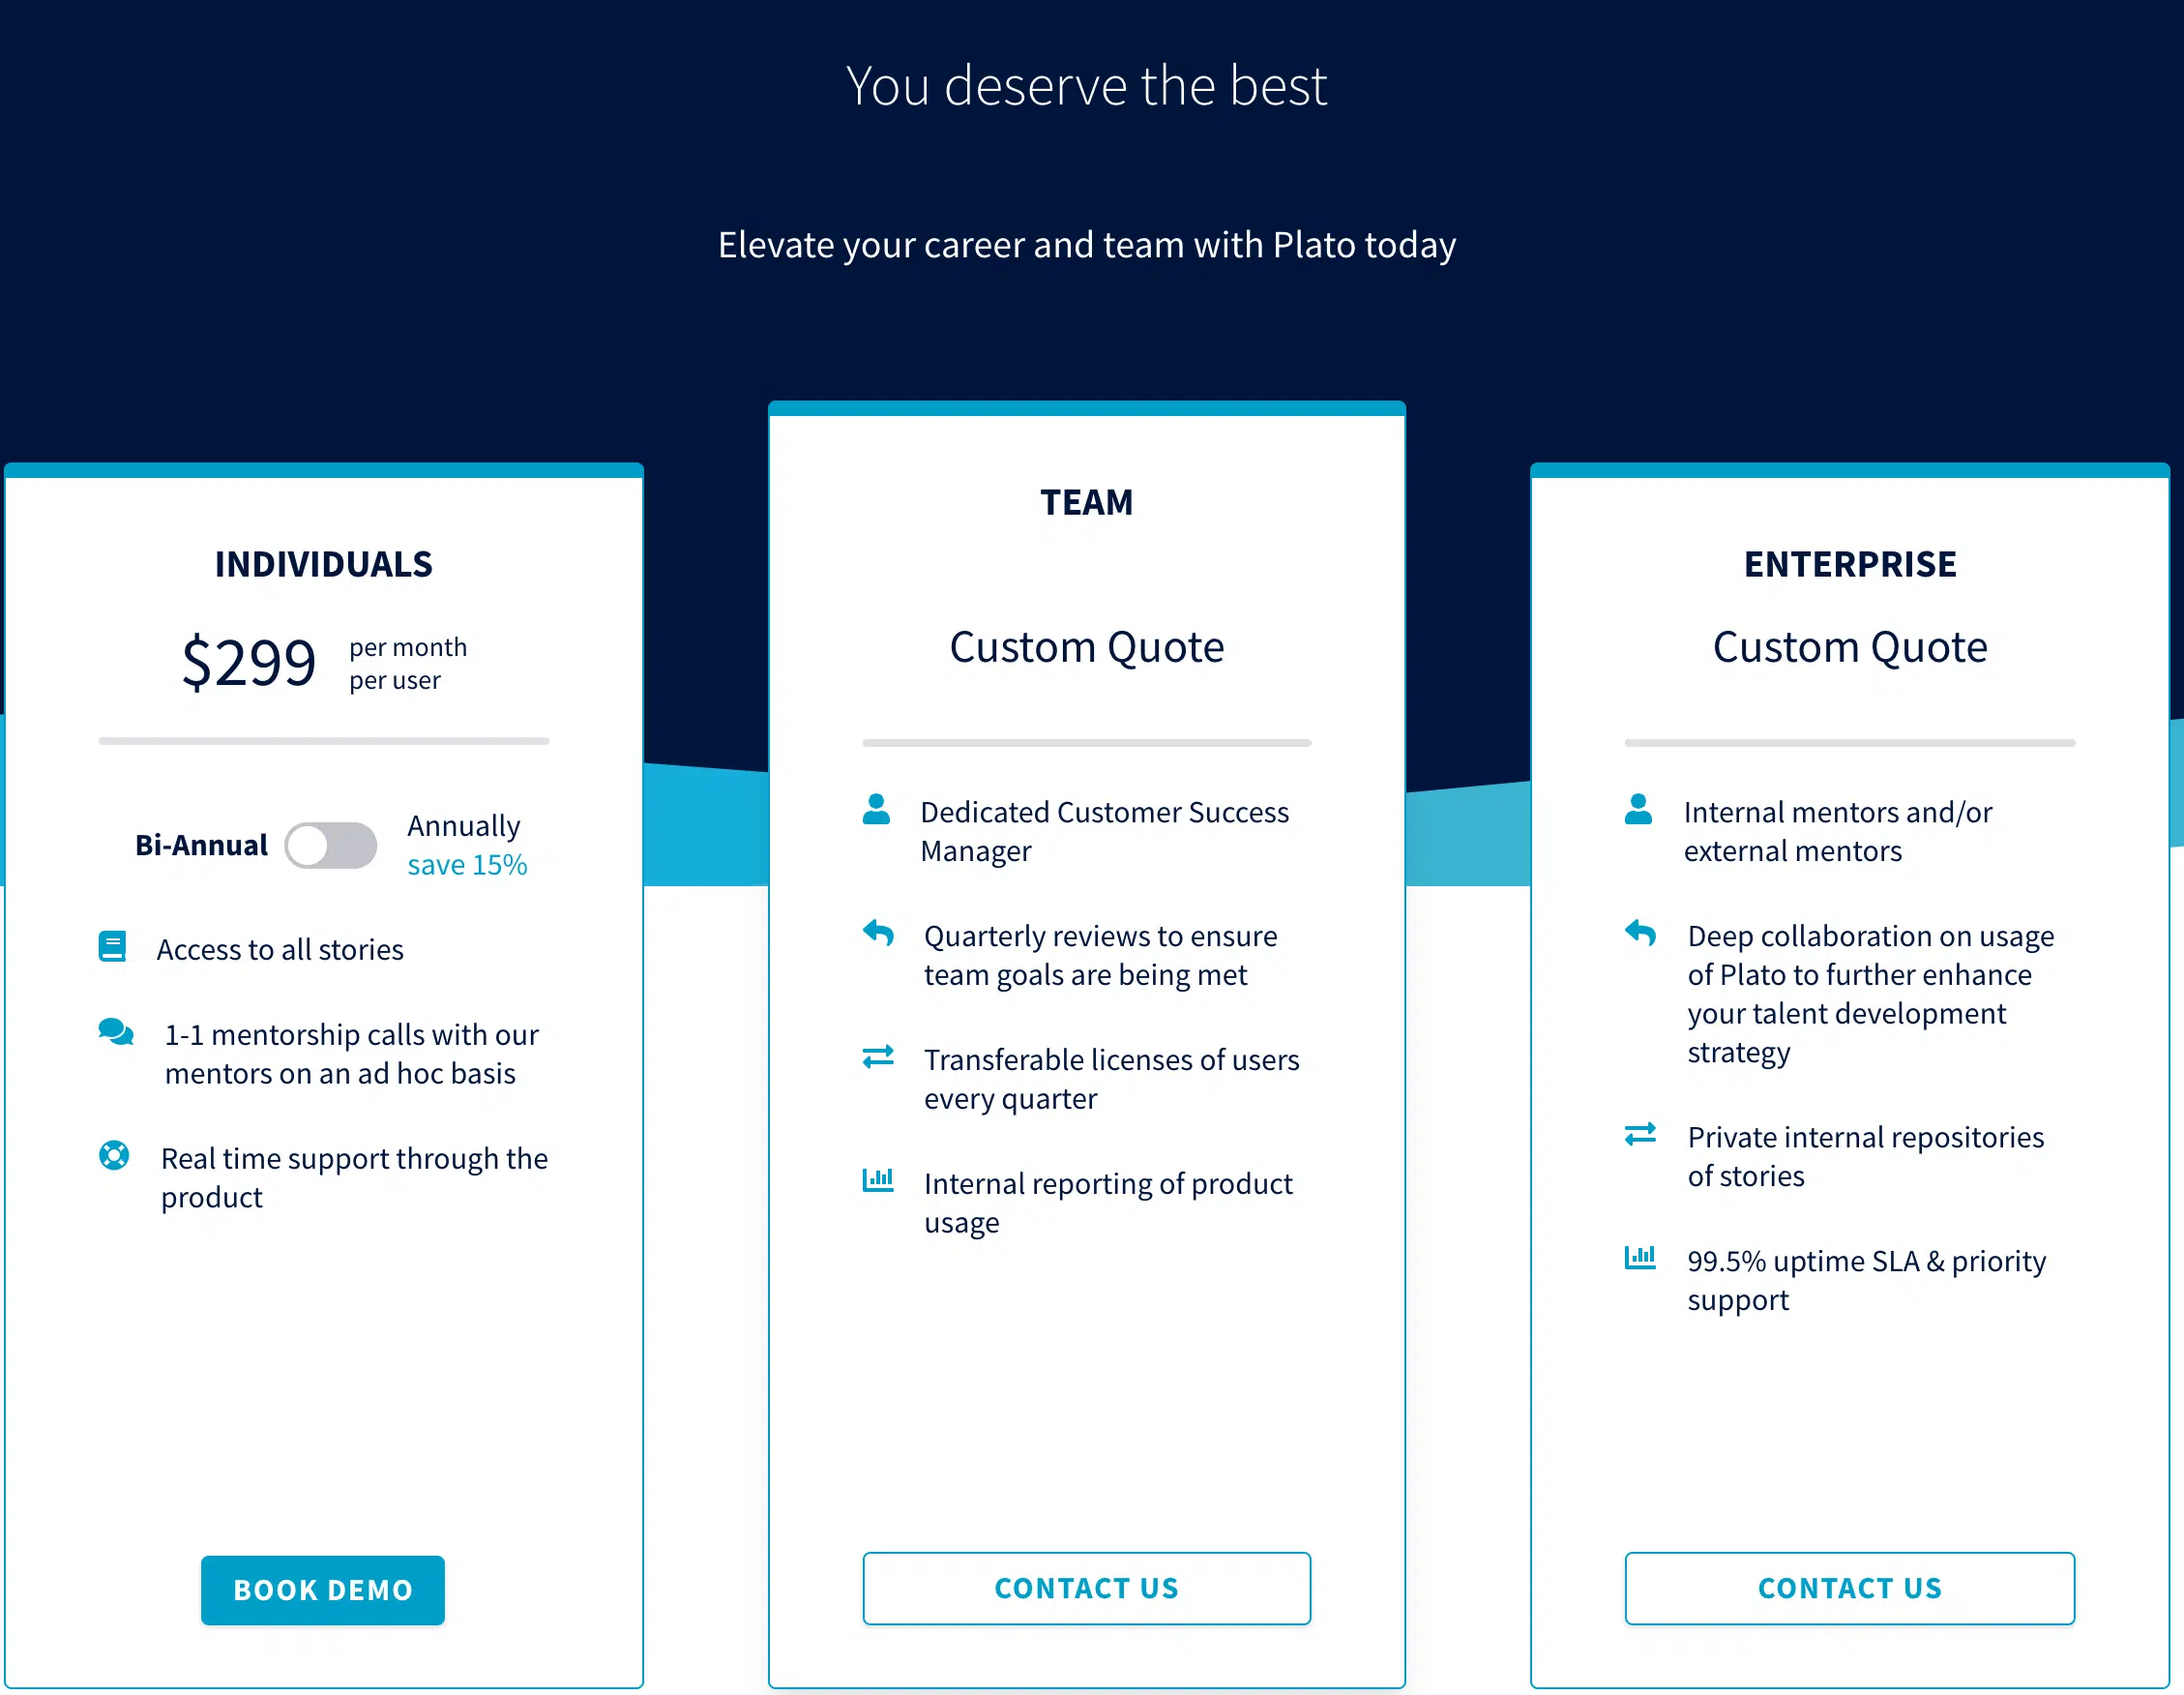 You deserve the best
Elevate your career and team with Plato today
INDIVIDUALS
$299
per month
per user
Bi-Annual
Annually
save 15%
Access to all stories
1-1 mentorship calls with our
mentors on an ad hoc basis
Real time support through the
product
BOOK DEMO
TEAM
Custom Quote
Dedicated Customer Success
Manager
Quarterly reviews to ensure
team goals are being met
Transferable licenses of users
every quarter
Internal reporting of product
usage
CONTACT US
ENTERPRISE
Custom Quote
Internal mentors and/or
external mentors
Deep collaboration on usage
of Plato to further enhance
your talent development
strategy
Private internal repositories
of stories
99.5% uptime SLA & priority
support
CONTACT US